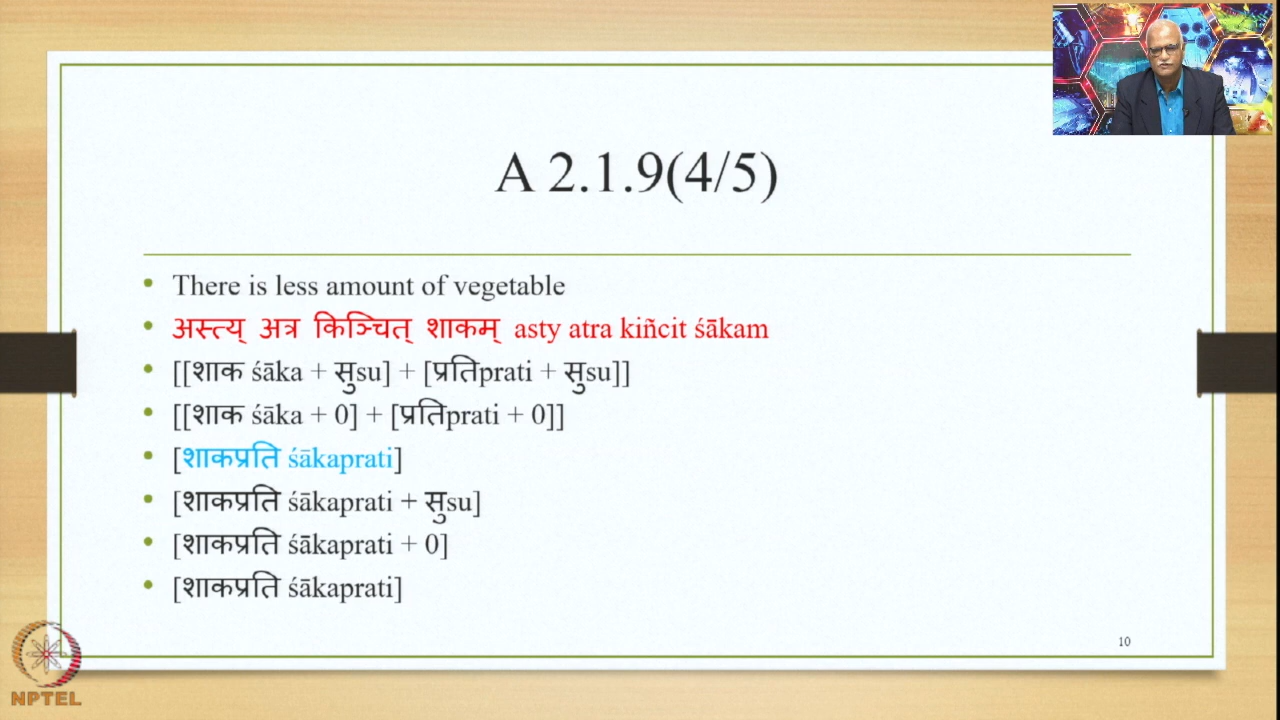 A 2.1.9(4/5)
There is less amount of vegetable
अस्त्य् अत्र किञ्चित् शाकम् asty atra kiñcit śākam
[[शाक śāka + सुsu] + [प्रतिprati + सुsu]]
[[शाक śāka + 0] + [प्रतिprati + 0]]
[शाकप्रति śākaprati]
[शाकप्रति śākaprati + सुsu]
[शाकप्रति śākaprati + 0]
[शाकप्रति śākaprati]
10
NPTEL